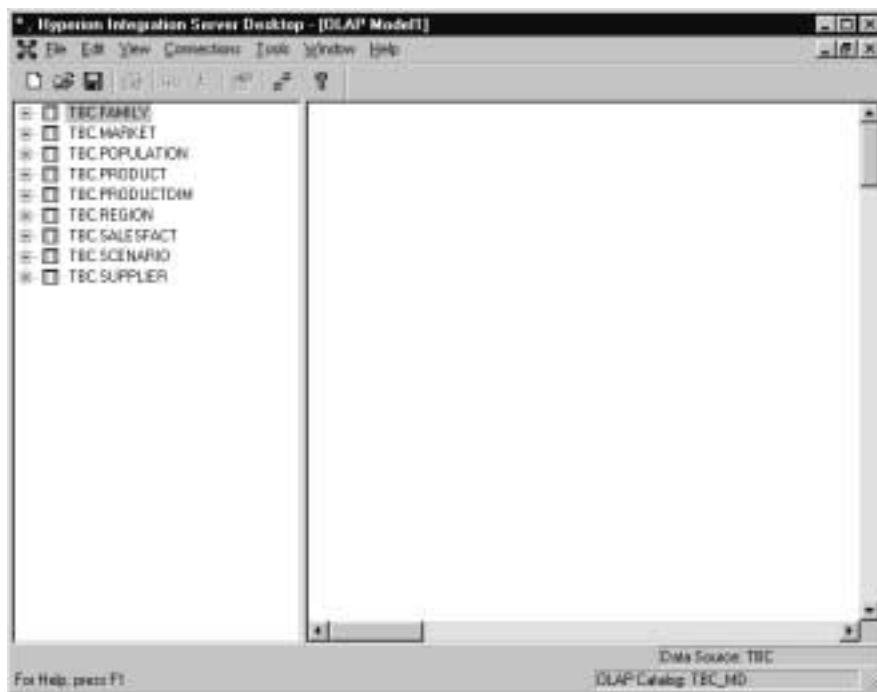 Hyperion Integration Server Desktop - [OLAP Model1]
File Edit View Connections Tools Window Help
TBC.FAMILY
TBC.MARKET
TBC.POPULATION
TBC.PRODUCT
TBC.PRODUCTDIM
TBC.REGION
TBC.SALESFACT
TBC.SCENARIO
TBC.SUPPLIER
Data Source: TBC
For Help, press F1
OLAP Catalog: TBC_MD